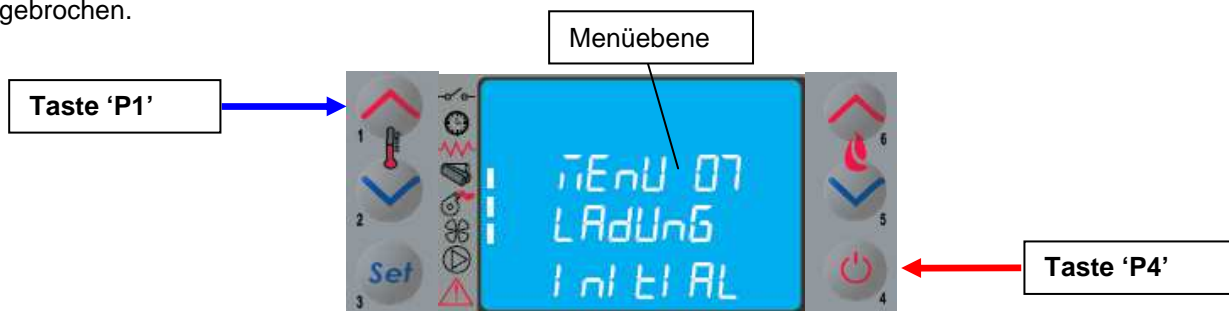 gebrochen.
Menüebene
Taste ‘P1’
1
2
Set
3
MEnU 07
LAdUnG
InItIAL
6
5
4
Taste ‘P4’